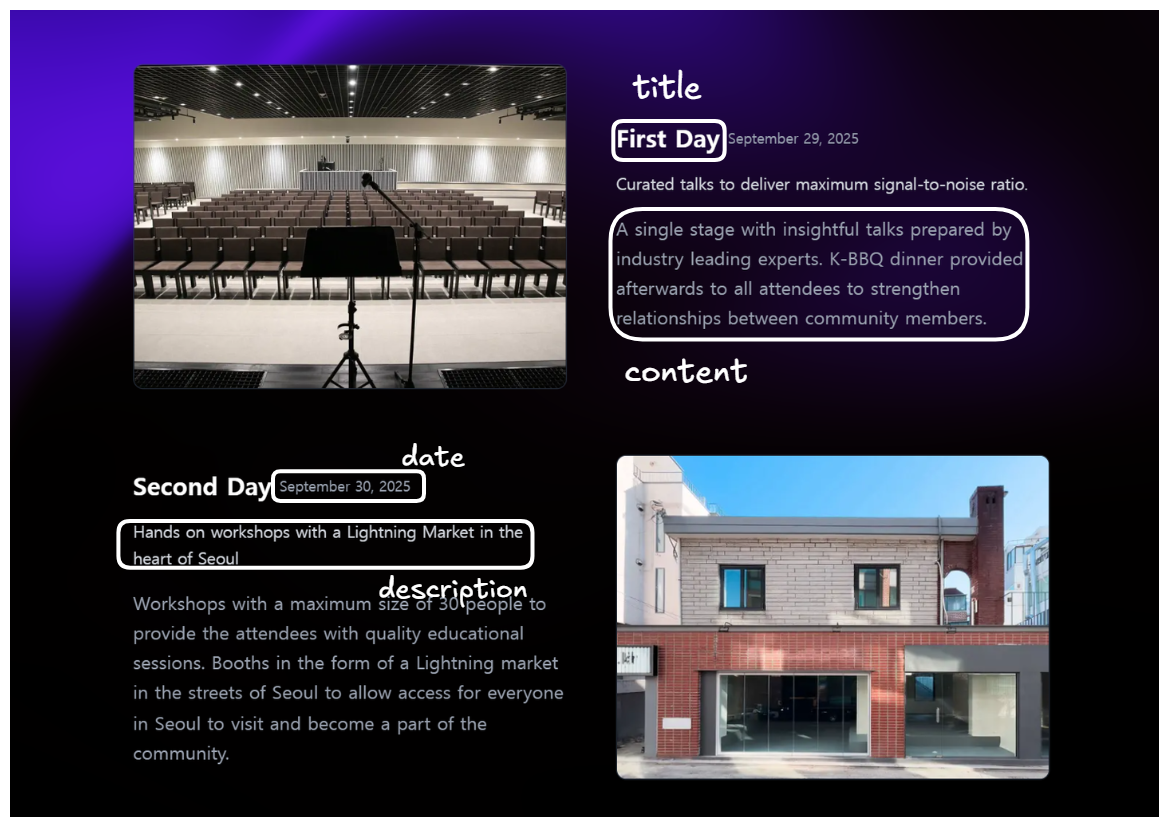 title
First Day September 29, 2025
Curated talks to deliver maximum signal-to-noise ratio.
A single stage with insightful talks prepared by
industry leading experts. K-BBQ dinner provided
afterwards to all attendees to strengthen
relationships between community members.
content
date
Second Day September 30, 2025
Hands on workshops with a Lightning Market in the
heart of Seoul
description
Workshops with a maximum size of 30 people to
provide the attendees with quality educational
sessions. Booths in the form of a Lightning market
in the streets of Seoul to allow access for everyone
in Seoul to visit and become a part of the
community.